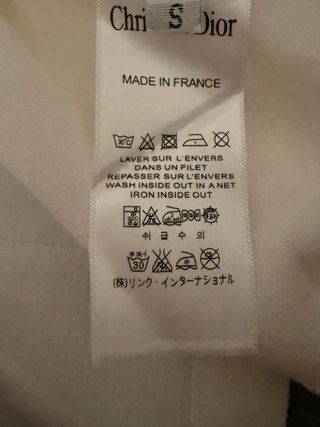 Chri S Dior
MADE IN FRANCE
30°C
LAVER SUR L'ENVERS
DANS UN FILET
REPASSER SUR L'ENVERS
WASH INSIDE OUT IN A NET
IRON INSIDE OUT
취 급 주 의
30
(株)リンク・インターナショナル